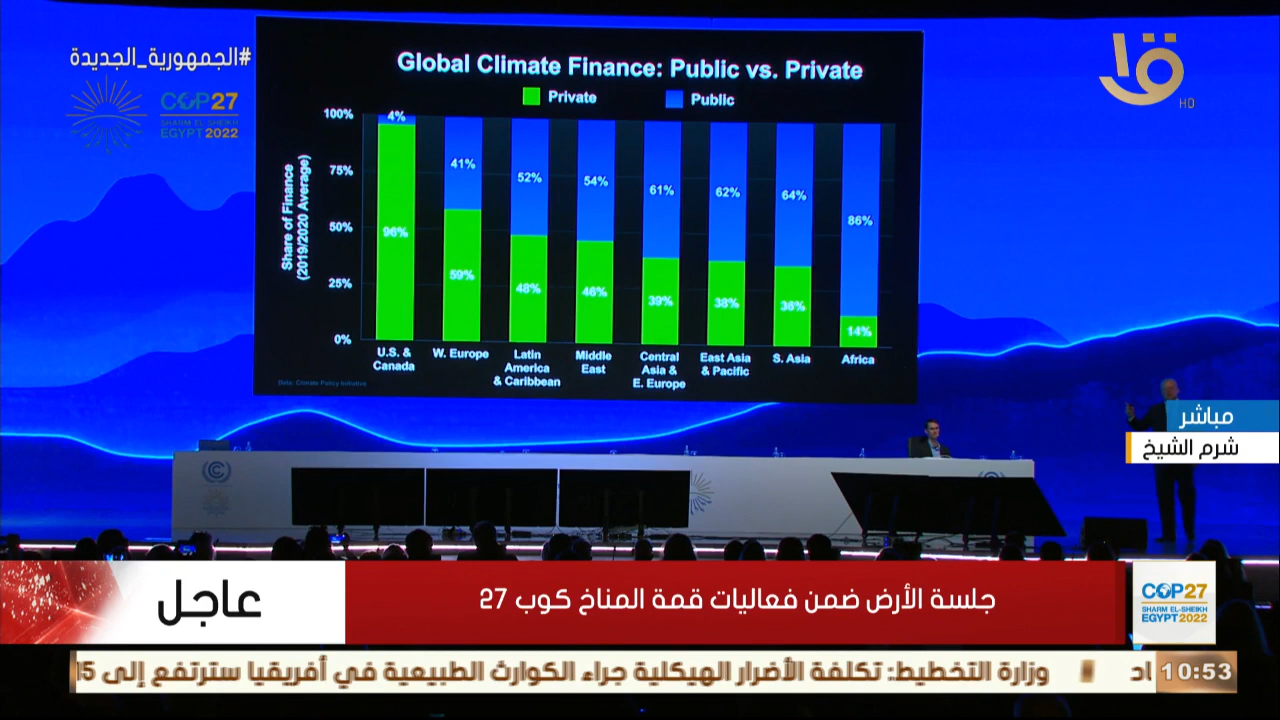 #الجمهورية_الجديدة
COP27
SHARM EL-SHEIKH
EGYPT 2022
HD
Global Climate Finance: Public vs. Private
Private
Public
Share of Finance
(2019/2020 Average)
100%
75%
50%
25%
0%
4%
41%
52%
54%
61%
62%
64%
86%
96%
59%
48%
46%
39%
38%
36%
14%
U.S. &
Canada
W. Europe
Latin
America
& Caribbean
Middle
East
Central
Asia &
E. Europe
East Asia
& Pacific
S. Asia
Africa
Data: Climate Policy Initiative
مباشر
شرم الشيخ
عاجل
جلسة الأرض ضمن فعاليات قمة المناخ كوب 27
COP27
SHARM EL-SHEIKH
EGYPT 2022
10:53
وزارة التخطيط: تكلفة الأضرار الهيكلية جراء الكوارث الطبيعية في أفريقيا سترتفع إلى 15